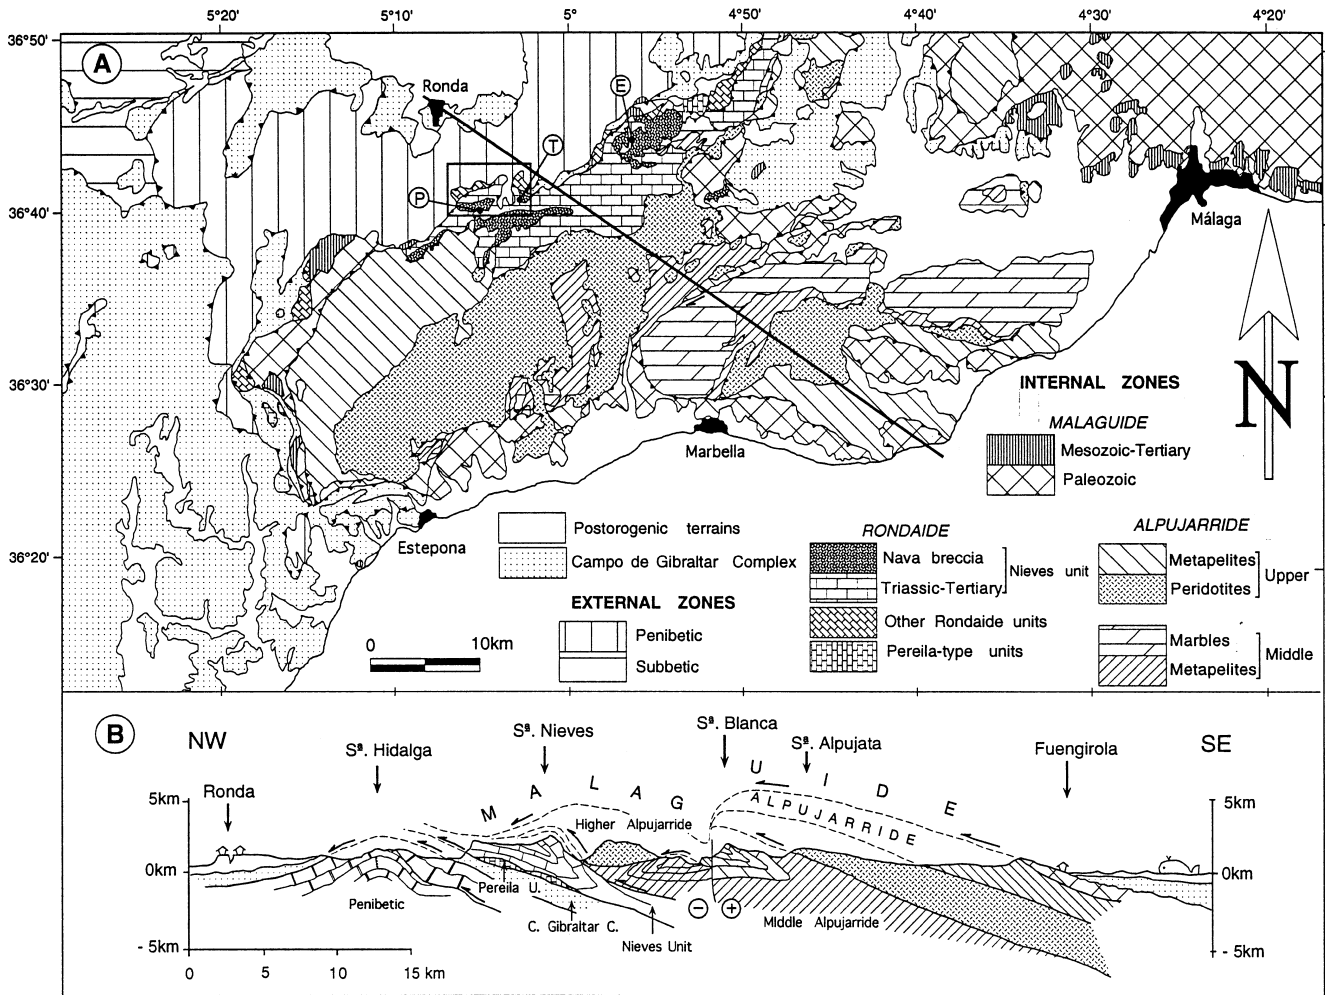 5°20' 5°10' 5° 4°50' 4°40' 4°30' 4°20'
36°50'
A
Ronda
E
T
P
36°40'
Málaga
36°30'
N
INTERNAL ZONES
MALAGUIDE
Mesozoic-Tertiary
Paleozoic
Marbella
Estepona
36°20'
Postorogenic terrains
Campo de Gibraltar Complex
EXTERNAL ZONES
Penibetic
Subbetic
0 10km
RONDAIDE
Nava breccia
Triassic-Tertiary
Nieves unit
Other Rondaide units
Pereila-type units
ALPUJARRIDE
Metapelites
Peridotites
Upper
Marbles
Metapelites
Middle
B
NW
SE
Ronda
Sª. Hidalga
Sª. Nieves
Sª. Blanca
Sª. Alpujata
Fuengirola
MALAGUIDE
ALPUJARRIDE
Higher Alpujarride
5km
0km
- 5km
5km
0km
- 5km
Penibetic
Pereila U.
C. Gibraltar C.
Nieves Unit
Middle Alpujarride
− +
0 5 10 15 km